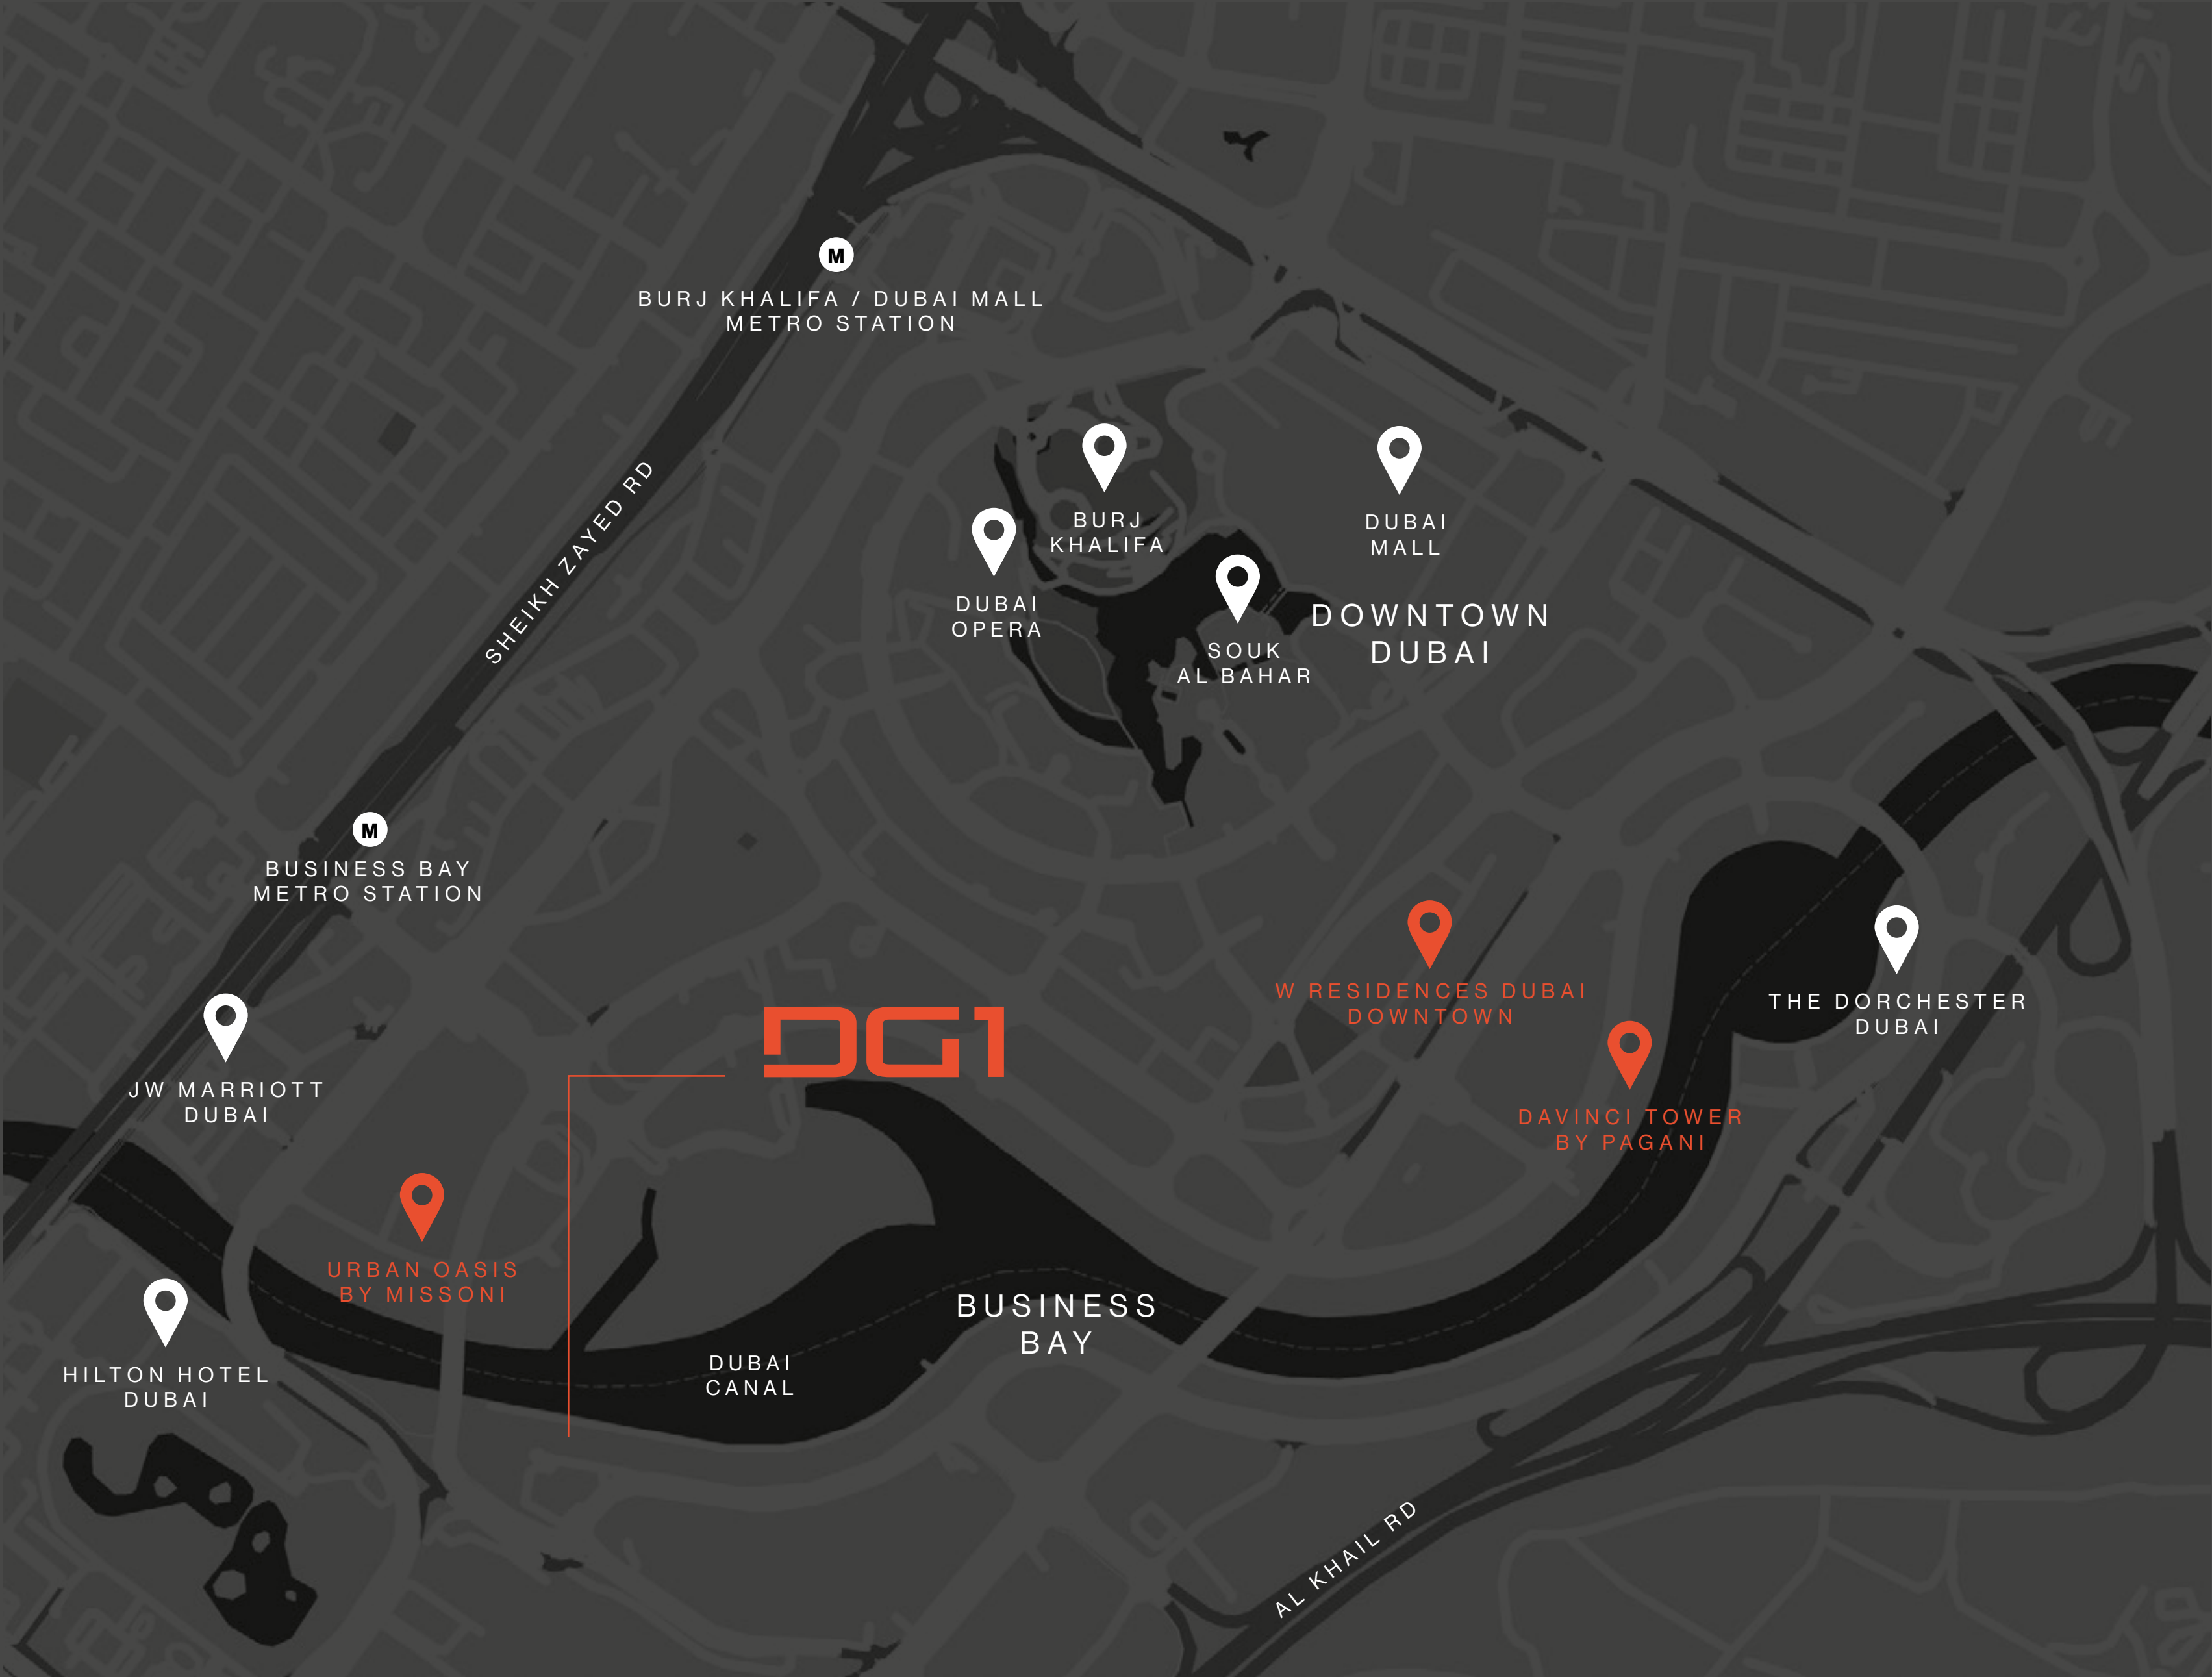 M
BURJ KHALIFA / DUBAI MALL
METRO STATION
SHEIKH ZAYED RD
BURJ
KHALIFA
DUBAI
MALL
DUBAI
OPERA
SOUK
AL BAHAR
DOWNTOWN
DUBAI
M
BUSINESS BAY
METRO STATION
W RESIDENCES DUBAI
DOWNTOWN
THE DORCHESTER
DUBAI
JW MARRIOTT
DUBAI
DG1
DAVINCI TOWER
BY PAGANI
URBAN OASIS
BY MISSONI
BUSINESS
BAY
HILTON HOTEL
DUBAI
DUBAI
CANAL
AL KHAIL RD